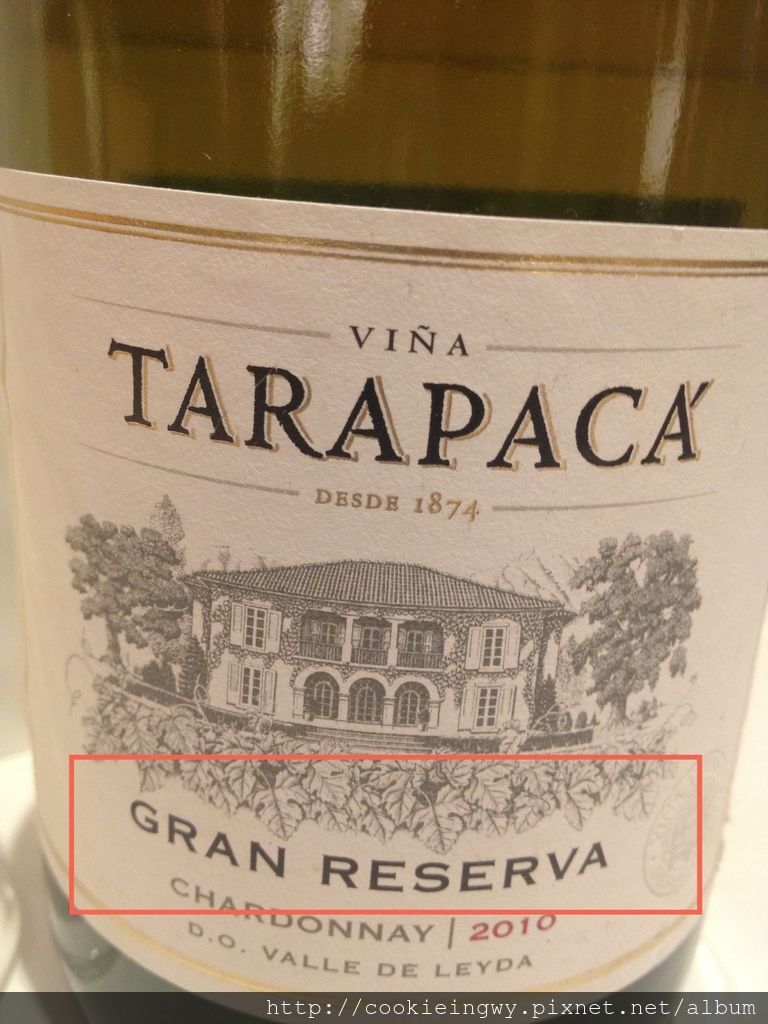 VIÑA
TARAPACÁ
DESDE 1874
GRAN RESERVA
CHARDONNAY | 2010
D.O. VALLE DE LEYDA
http://cookieingwy.pixnet.net/album